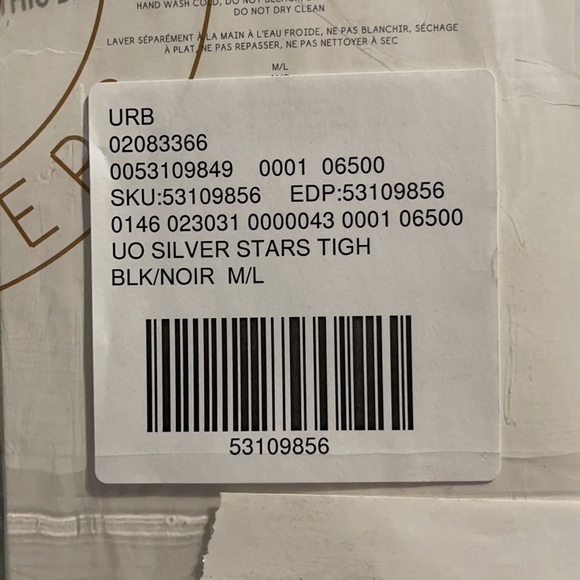 HAND WASH COLD, DO NOT BLEACH,
DO NOT DRY CLEAN
LAVER SÉPARÉMENT À LA MAIN À L'EAU FROIDE, NE PAS BLANCHIR, SÉCHAGE
À PLAT, NE PAS REPASSER, NE PAS NETTOYER À SEC
M/L
URB
02083366
0053109849 0001 06500
SKU:53109856 EDP:53109856
0146 023031 0000043 0001 06500
UO SILVER STARS TIGH
BLK/NOIR M/L
53109856